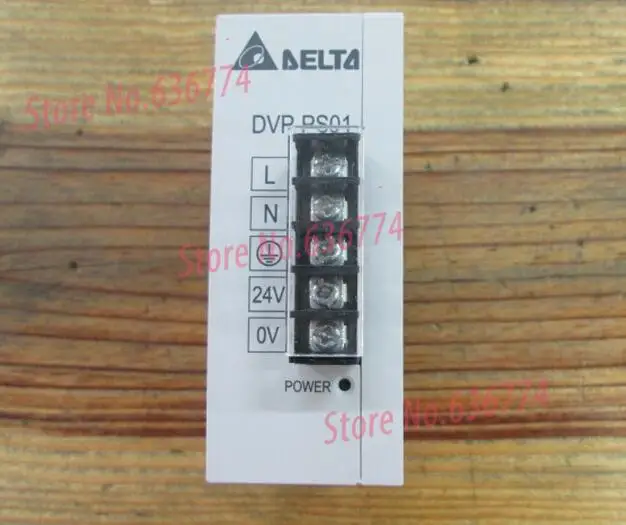 DELTA
Store No.636774
DVP-PS01
L
N
Store No.636774
24V
0V
POWER
Store No.636774